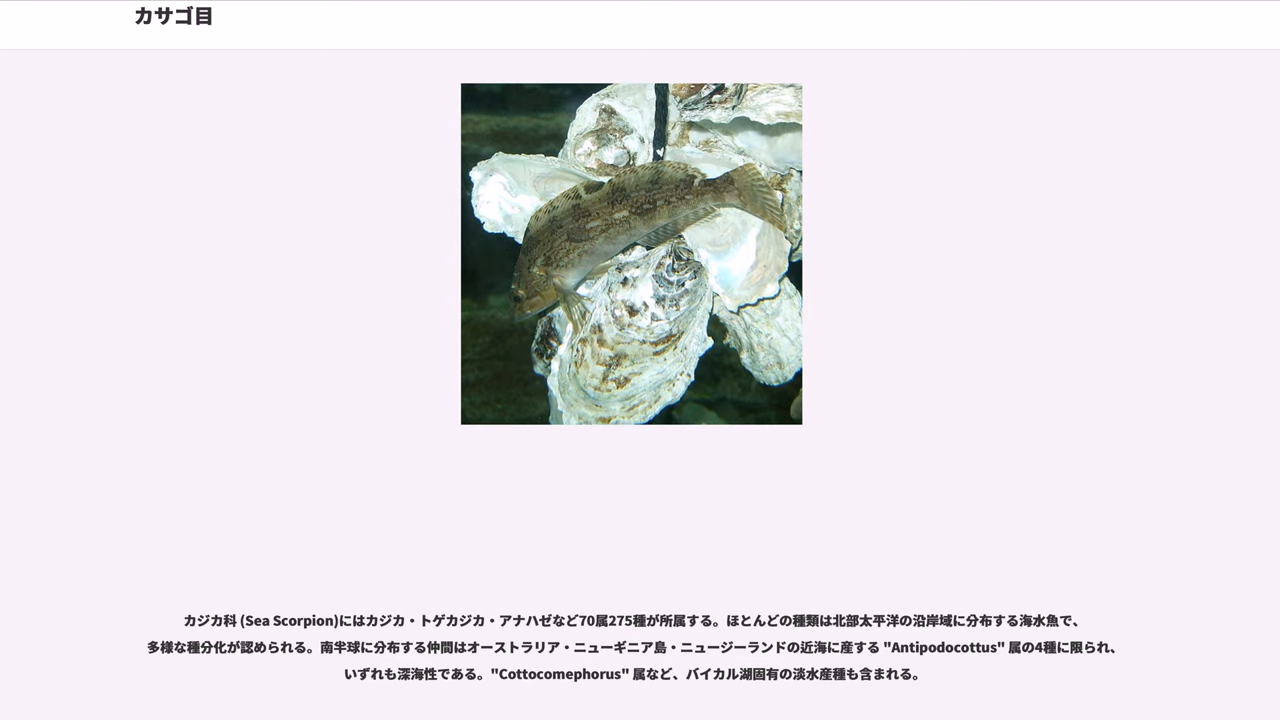 カサゴ目
カジカ科 (Sea Scorpion)にはカジカ・トゲカジカ・アナハゼなど70属275種が所属する。ほとんどの種類は北部太平洋の沿岸域に分布する海水魚で、
多様な種分化が認められる。南半球に分布する仲間はオーストラリア・ニューギニア島・ニュージーランドの近海に産する "Antipodocottus" 属の4種に限られ、
いずれも深海性である。"Cottocomephorus" 属など、バイカル湖固有の淡水産種も含まれる。